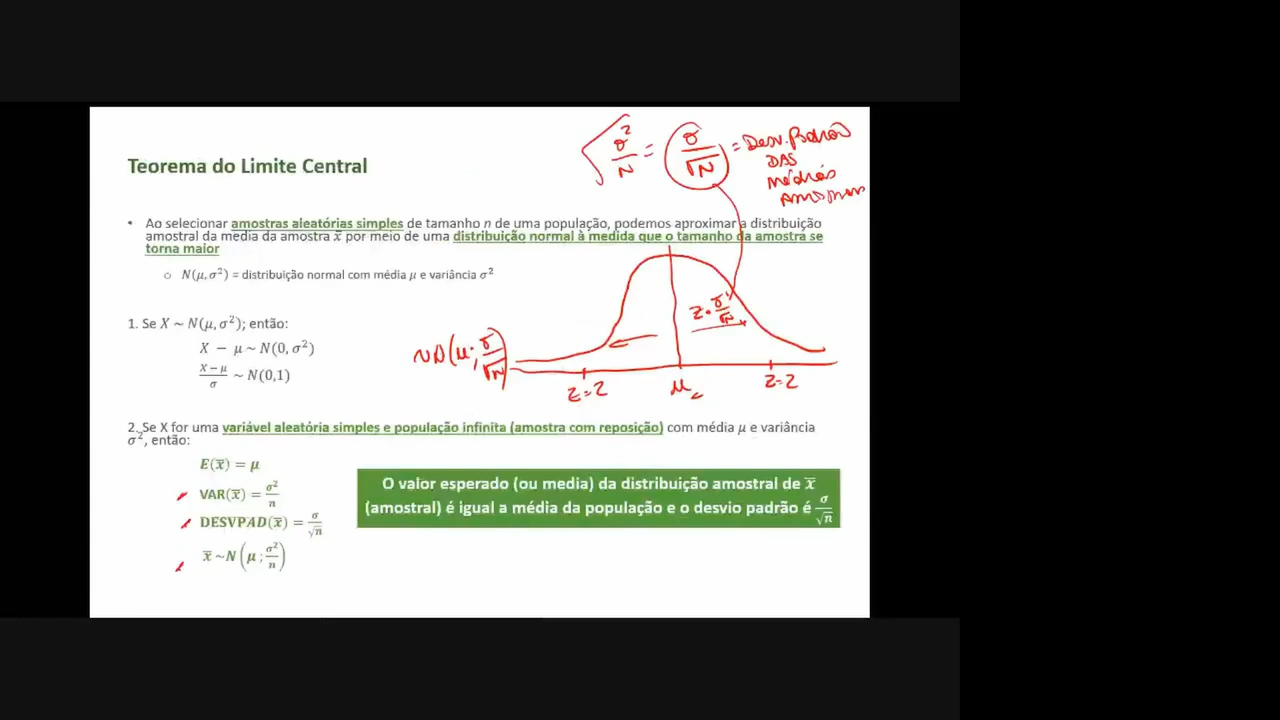 √σ²/N = σ/√N = Desv. Padrão
DAS
médias
Amostrais
Teorema do Limite Central
• Ao selecionar amostras aleatórias simples de tamanho n de uma população, podemos aproximar a distribuição
amostral da media da amostra x̅ por meio de uma distribuição normal à medida que o tamanho da amostra se
torna maior
○ N(μ, σ²) = distribuição normal com média μ e variância σ²
1. Se X ~ N(μ, σ²); então:
X − μ ~ N(0, σ²)
(X−μ)/σ ~ N(0,1)
ND(μ; σ/√N)
Z · σ/√N
Z=2
μ
Z=2
2. Se X for uma variável aleatória simples e população infinita (amostra com reposição) com média μ e variância
σ², então:
E(x̅) = μ
VAR(x̅) = σ²/n
DESVPAD(x̅) = σ/√n
x̅ ~N(μ ; σ²/n)
O valor esperado (ou media) da distribuição amostral de x̅
(amostral) é igual a média da população e o desvio padrão é σ/√n